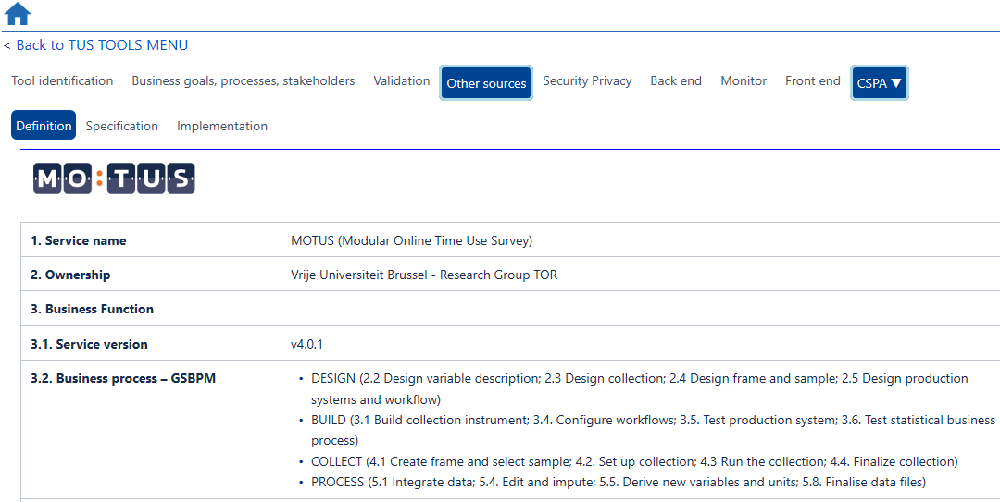 < Back to TUS TOOLS MENU
Tool identification Business goals, processes, stakeholders Validation Other sources Security Privacy Back end Monitor Front end CSPA ▼
Definition Specification Implementation
MO:TUS
1. Service name MOTUS (Modular Online Time Use Survey)
2. Ownership Vrije Universiteit Brussel - Research Group TOR
3. Business Function
3.1. Service version v4.0.1
3.2. Business process – GSBPM • DESIGN (2.2 Design variable description; 2.3 Design collection; 2.4 Design frame and sample; 2.5 Design production
systems and workflow)
• BUILD (3.1 Build collection instrument; 3.4. Configure workflows; 3.5. Test production system; 3.6. Test statistical business
process)
• COLLECT (4.1 Create frame and select sample; 4.2. Set up collection; 4.3 Run the collection; 4.4. Finalize collection)
• PROCESS (5.1 Integrate data; 5.4. Edit and impute; 5.5. Derive new variables and units; 5.8. Finalise data files)